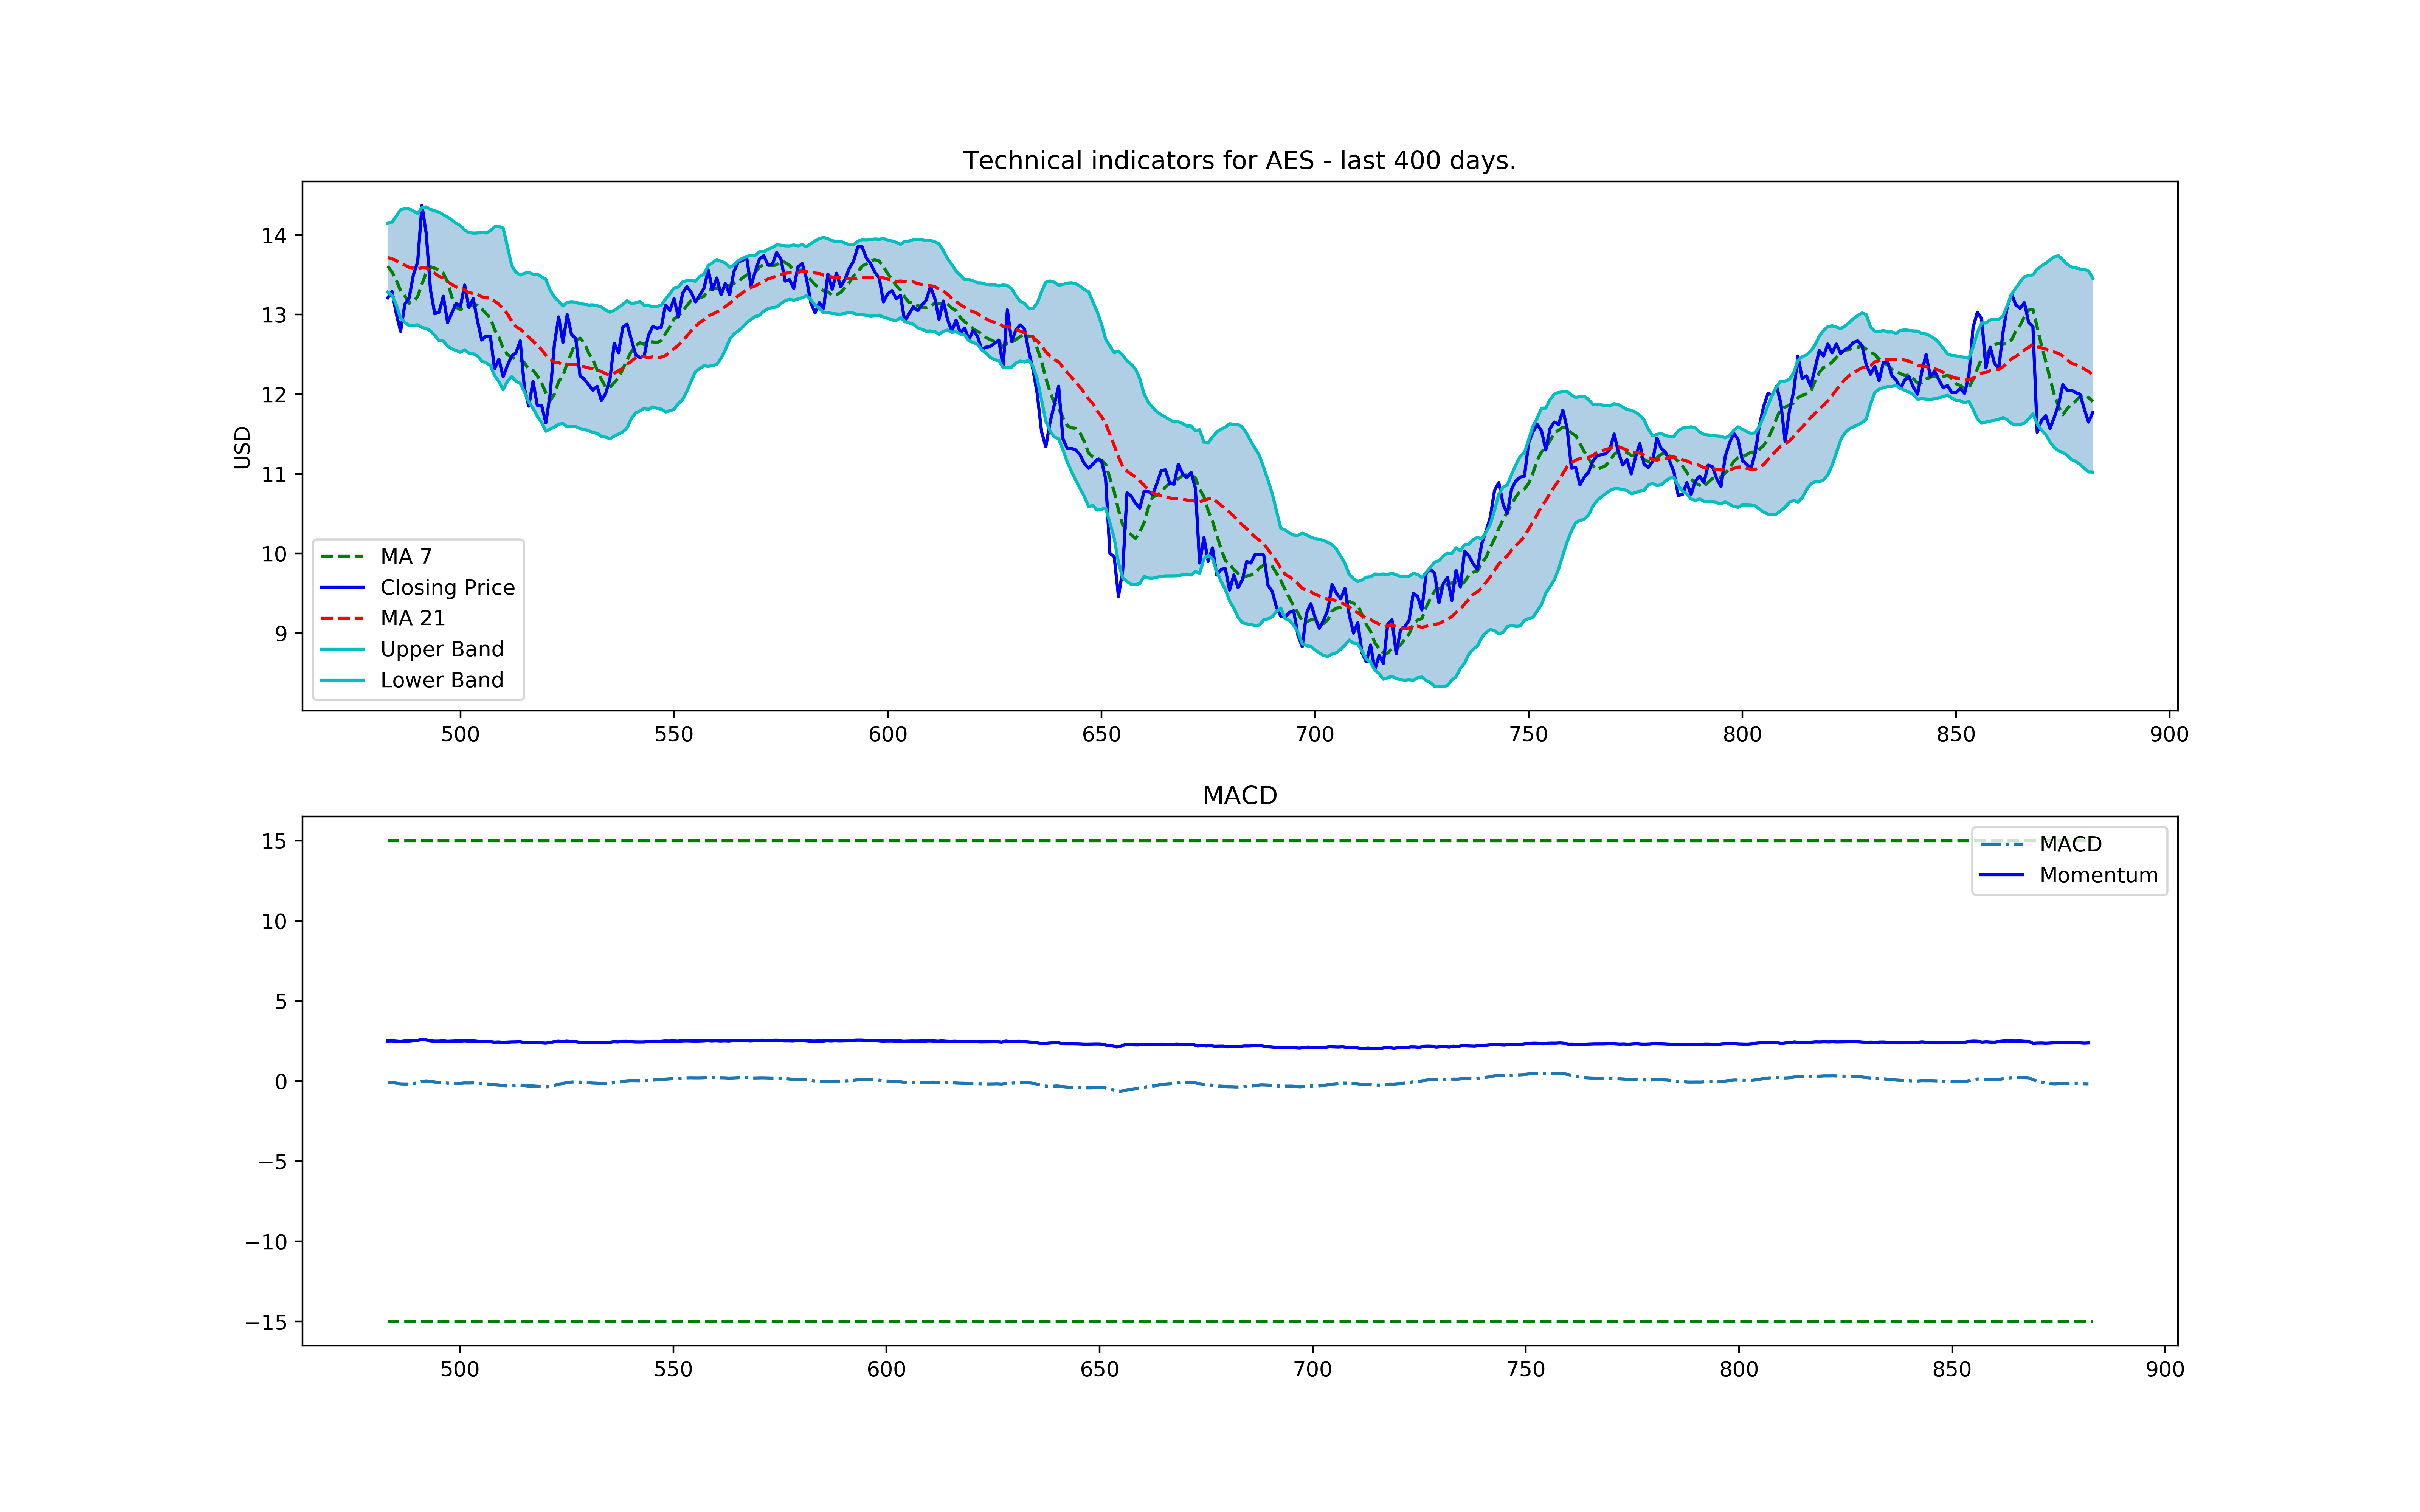 Technical indicators for AES - last 400 days.
USD
14
13
12
11
10
9
MA 7
Closing Price
MA 21
Upper Band
Lower Band
500 550 600 650 700 750 800 850 900
MACD
15
10
5
0
−5
−10
−15
MACD
Momentum
500 550 600 650 700 750 800 850 900